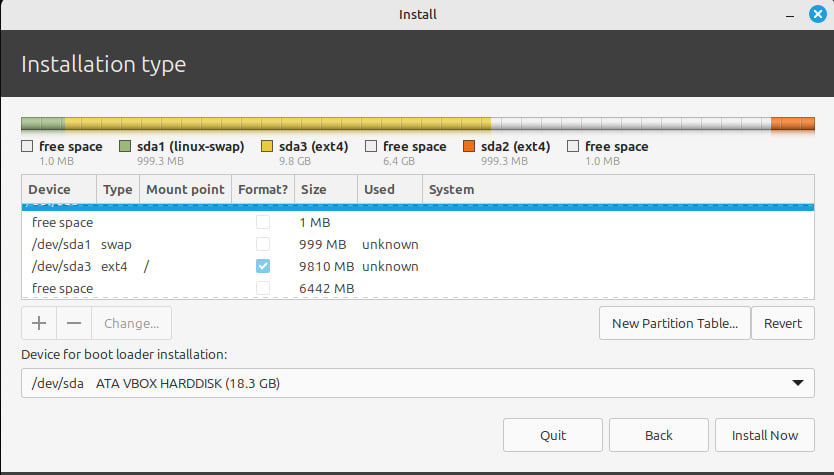 Install
Installation type
free space sda1 (linux-swap) sda3 (ext4) free space sda2 (ext4) free space
1.0 MB 999.3 MB 9.8 GB 6.4 GB 999.3 MB 1.0 MB
Device Type Mount point Format? Size Used System
free space 1 MB
/dev/sda1 swap 999 MB unknown
/dev/sda3 ext4 / 9810 MB unknown
free space 6442 MB
+ − Change... New Partition Table... Revert
Device for boot loader installation:
/dev/sda ATA VBOX HARDDISK (18.3 GB)
Quit Back Install Now